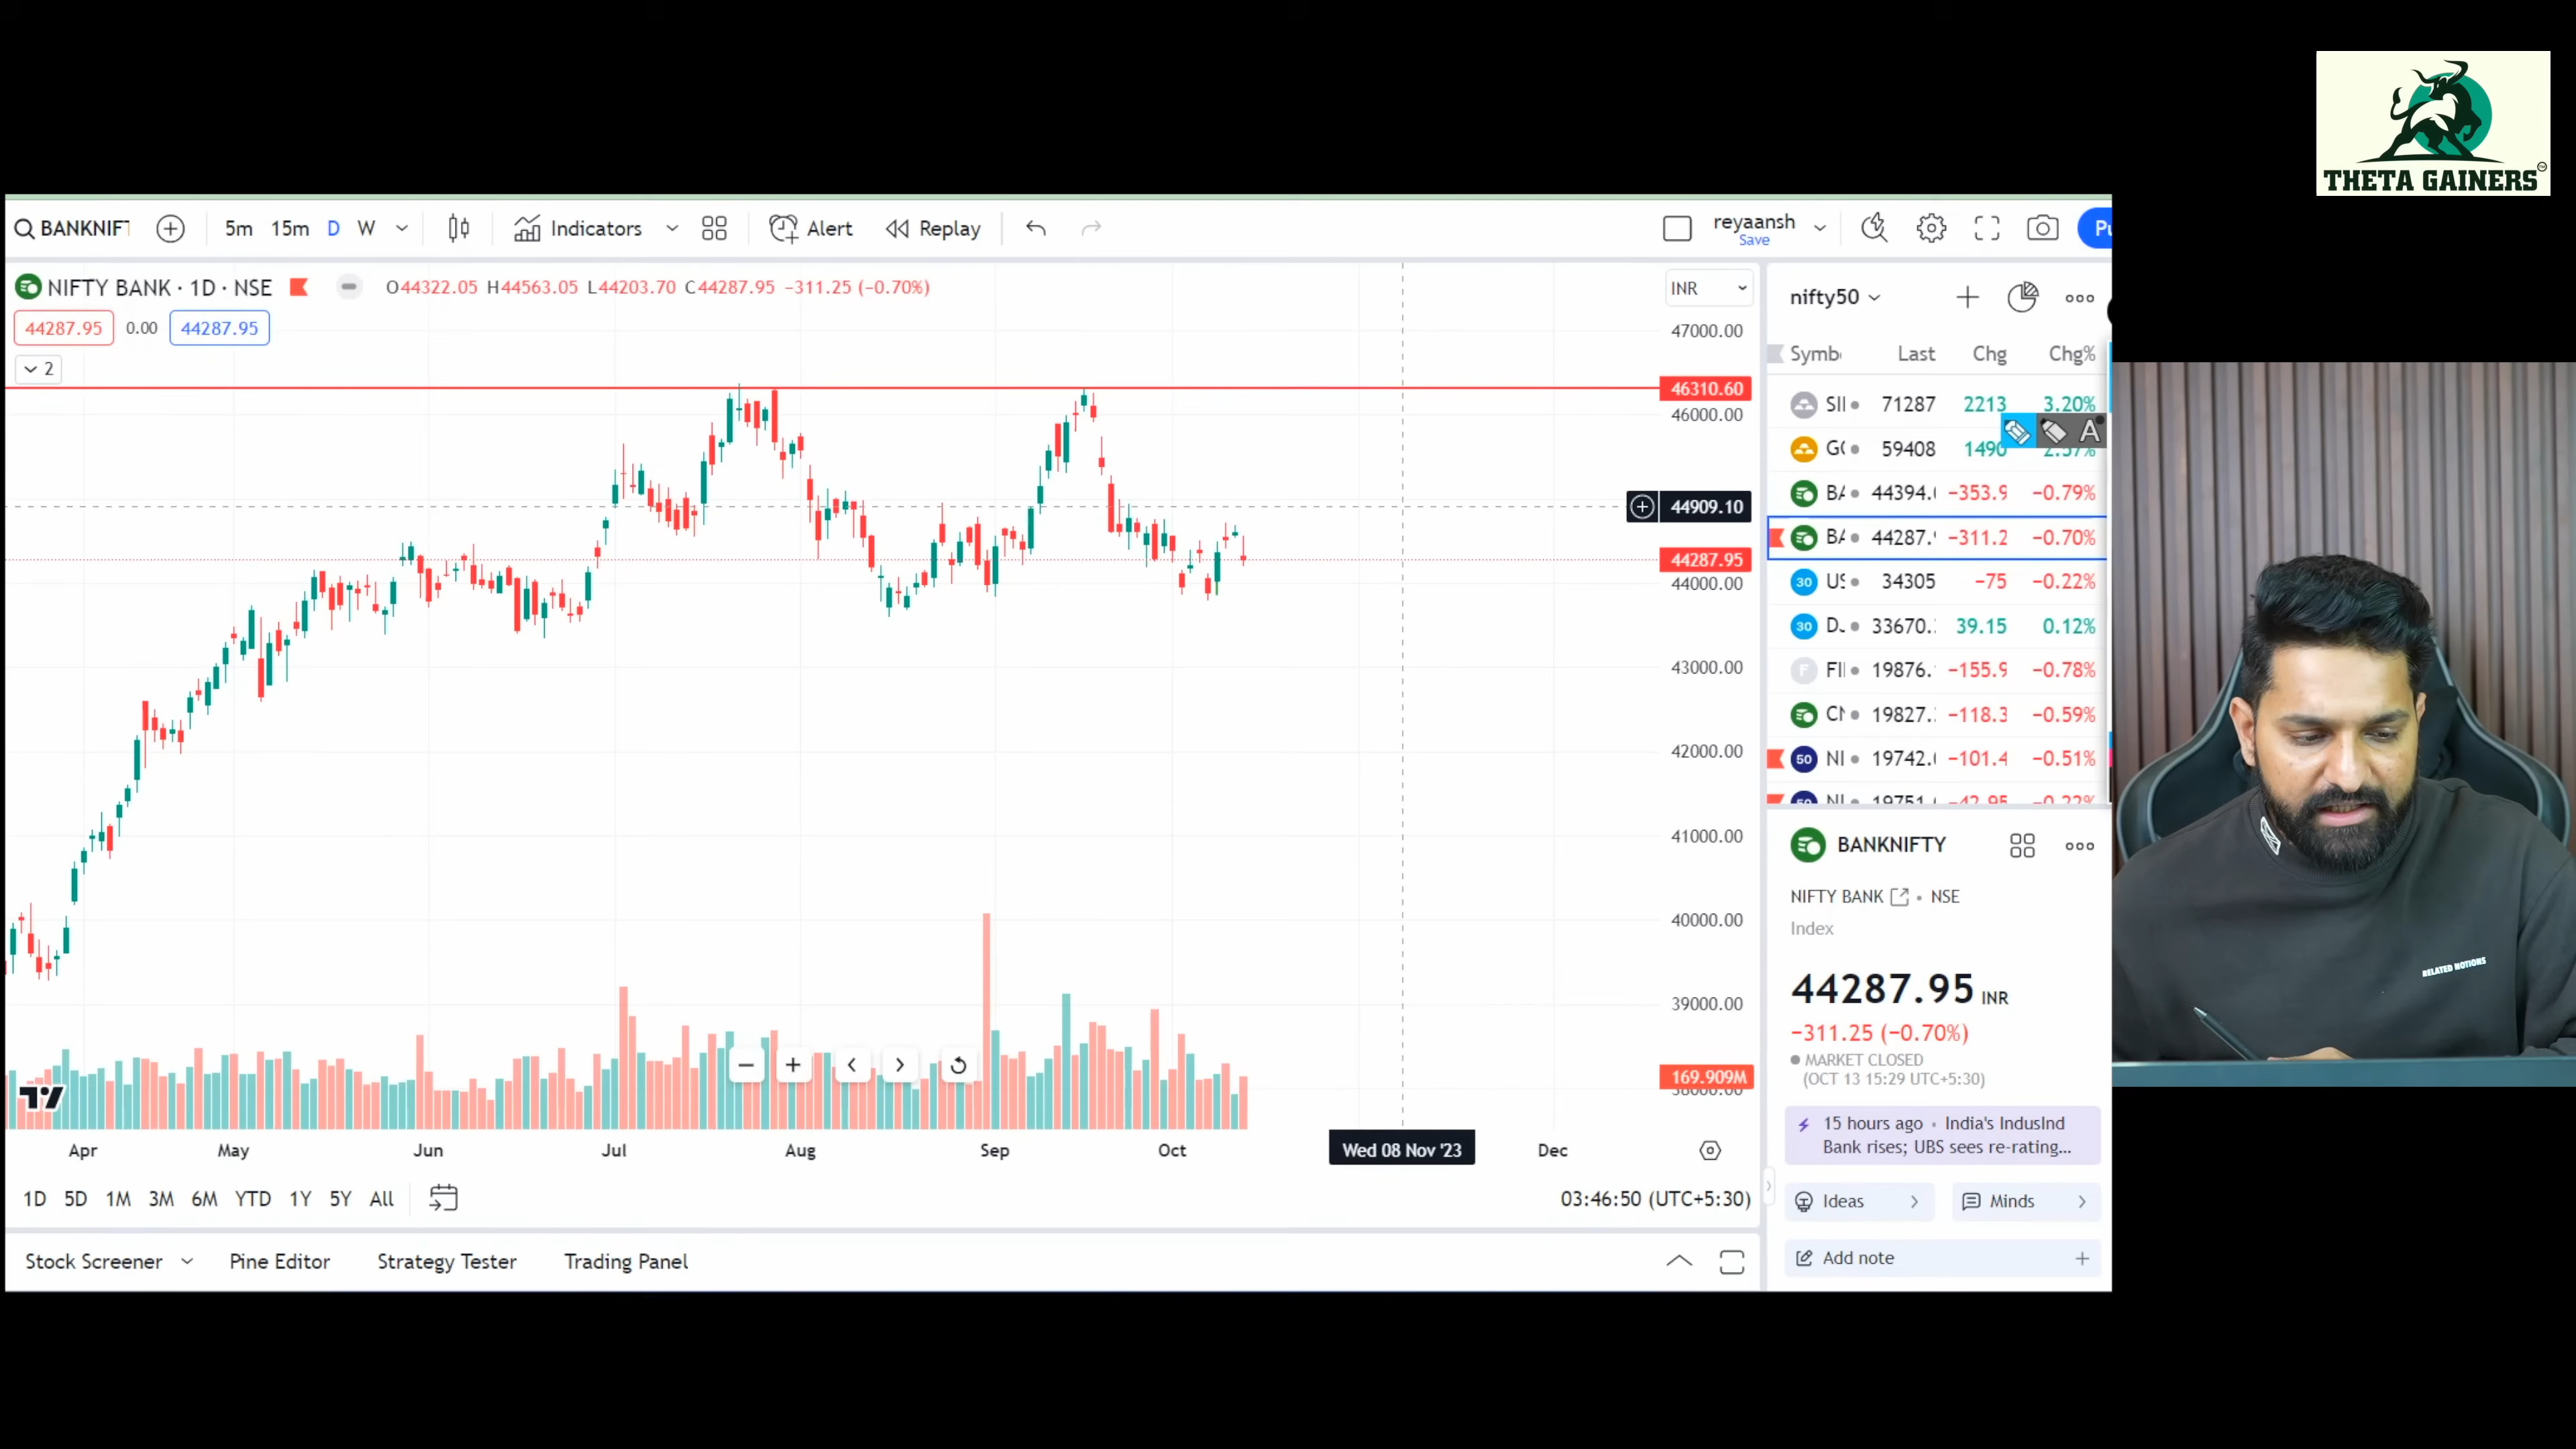 THETA GAINERS
BANKNIFT 5m 15m D W Indicators Alert Replay reyaansh
Save
NIFTY BANK · 1D · NSE O44322.05 H44563.05 L44203.70 C44287.95 −311.25 (−0.70%)
44287.95 0.00 44287.95
2
INR
47000.00
46310.60
46000.00
44909.10
44287.95
44000.00
43000.00
42000.00
41000.00
40000.00
39000.00
169.909M
Apr May Jun Jul Aug Sep Oct Wed 08 Nov '23 Dec
1D 5D 1M 3M 6M YTD 1Y 5Y All 03:46:50 (UTC+5:30)
Stock Screener Pine Editor Strategy Tester Trading Panel
nifty50
Last Chg Chg%
71287 2213 3.20%
59408 1490
44394. −353.9 −0.79%
44287. −311.2 −0.70%
30 34305 −75 −0.22%
30 33670. 39.15 0.12%
19876. −155.9 −0.78%
19827. −118.3 −0.59%
50 NI 19742. −101.4 −0.51%
BANKNIFTY
NIFTY BANK • NSE
Index
44287.95 INR
−311.25 (−0.70%)
MARKET CLOSED
(OCT 13 15:29 UTC+5:30)
15 hours ago • India's IndusInd
Bank rises; UBS sees re-rating...
Ideas Minds
Add note
RELATED NOTIONS